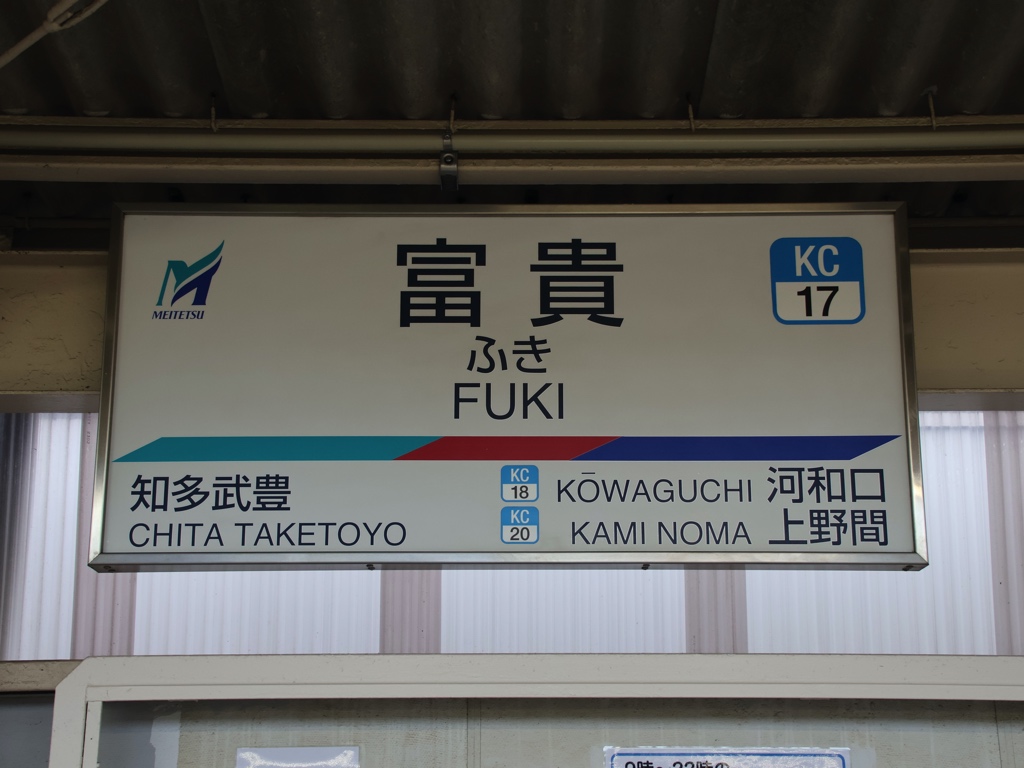 MEITETSU
富貴
KC
17
ふき
FUKI
知多武豊
CHITA TAKETOYO
KC
18
KŌWAGUCHI 河和口
KC
20
KAMI NOMA 上野間